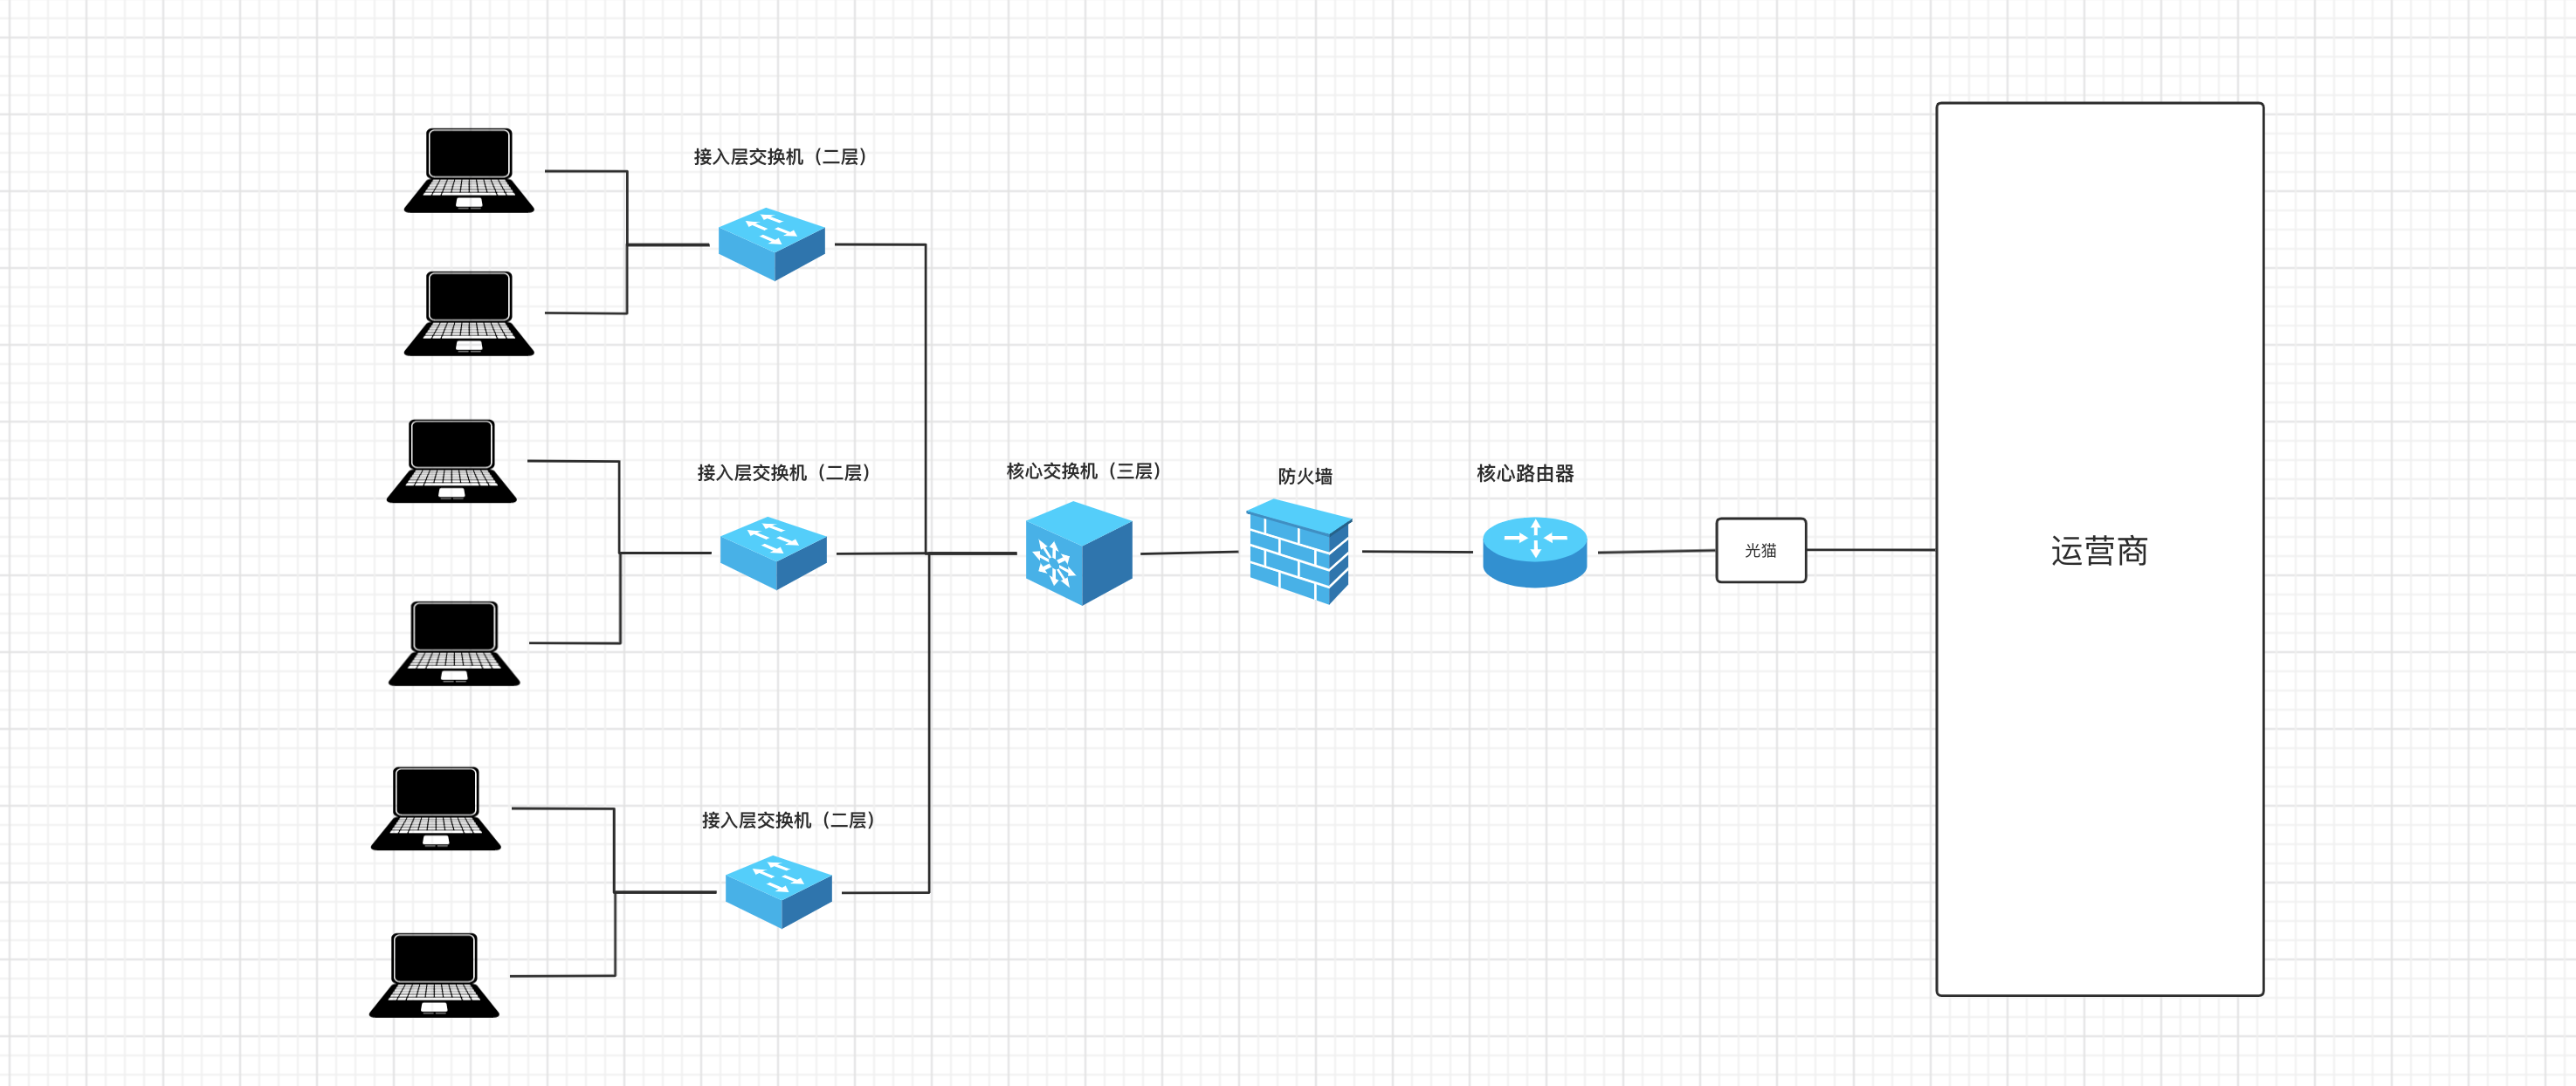 接入层交换机（二层）
接入层交换机（二层）
核心交换机（三层）
防火墙
核心路由器
光猫
运营商
接入层交换机（二层）